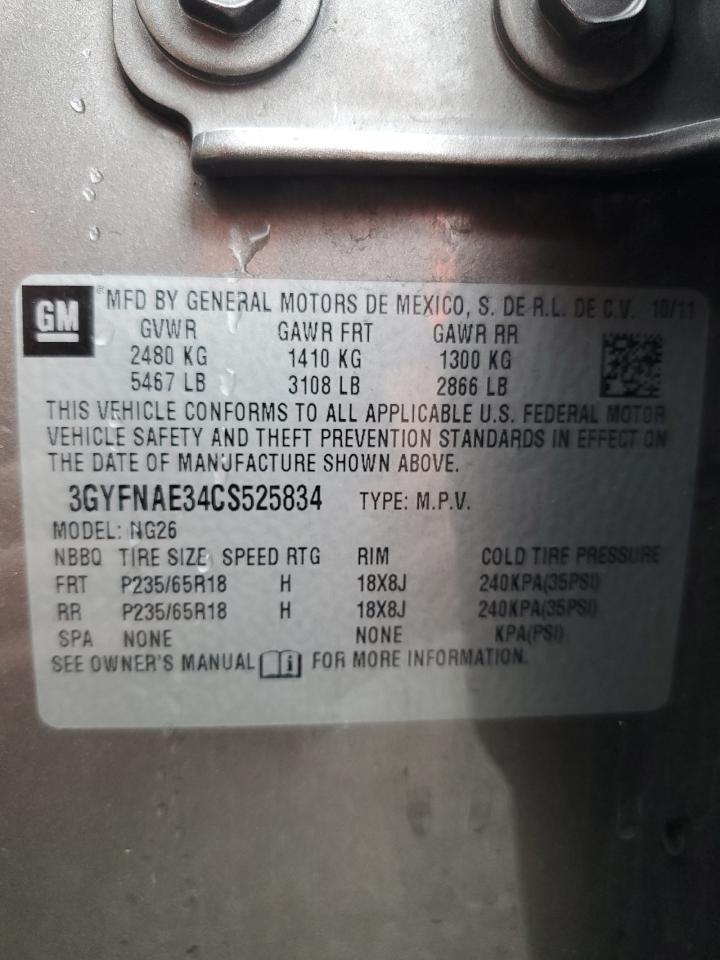 GM
® MFD BY GENERAL MOTORS DE MEXICO, S. DE R.L. DE C.V. 10/11
GVWR GAWR FRT GAWR RR
2480 KG 1410 KG 1300 KG
5467 LB 3108 LB 2866 LB
THIS VEHICLE CONFORMS TO ALL APPLICABLE U.S. FEDERAL MOTOR
VEHICLE SAFETY AND THEFT PREVENTION STANDARDS IN EFFECT ON
THE DATE OF MANUFACTURE SHOWN ABOVE.
3GYFNAE34CS525834 TYPE: M.P.V.
MODEL: NG26
NBBQ TIRE SIZE SPEED RTG RIM COLD TIRE PRESSURE
FRT P235/65R18 H 18X8J 240KPA(35PSI)
RR P235/65R18 H 18X8J 240KPA(35PSI)
SPA NONE NONE KPA(PSI)
SEE OWNER'S MANUAL i FOR MORE INFORMATION.